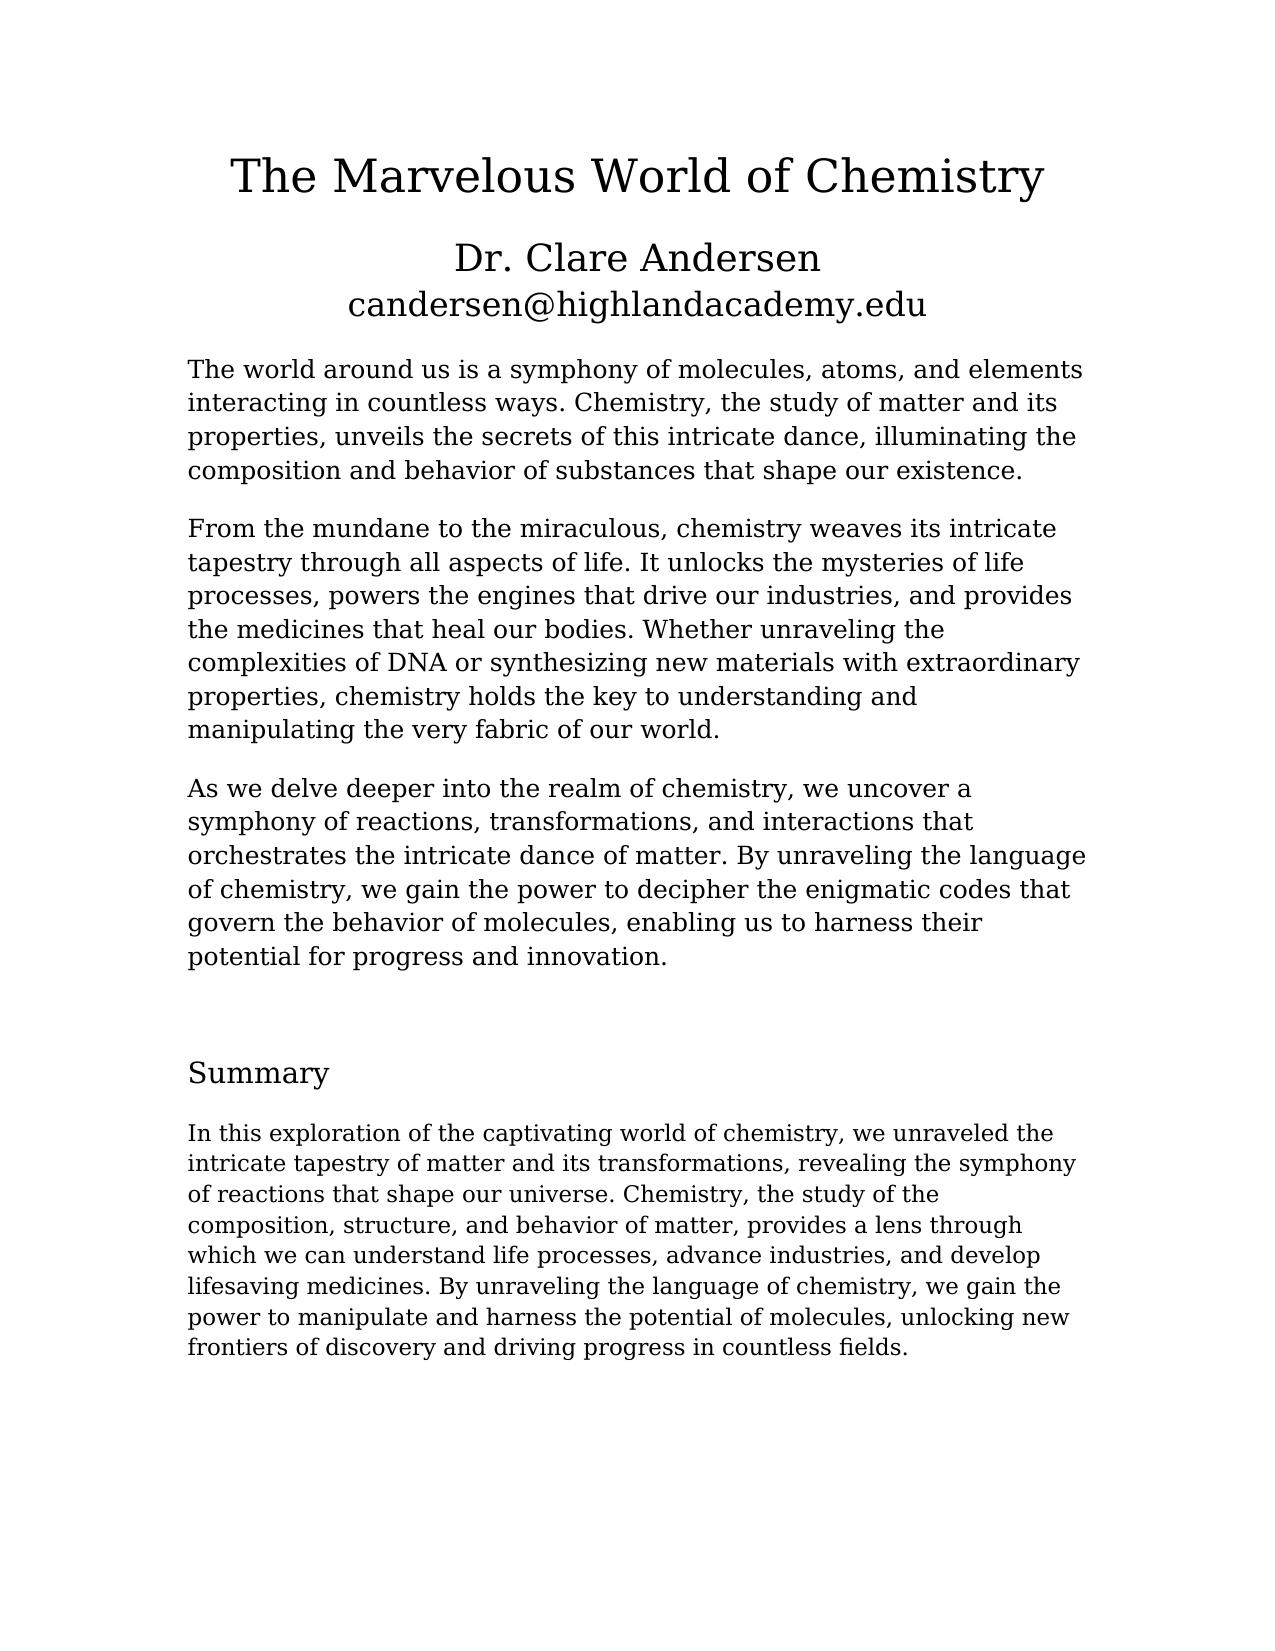 The Marvelous World of Chemistry
Dr. Clare Andersen
candersen@highlandacademy.edu
The world around us is a symphony of molecules, atoms, and elements
interacting in countless ways. Chemistry, the study of matter and its
properties, unveils the secrets of this intricate dance, illuminating the
composition and behavior of substances that shape our existence.
From the mundane to the miraculous, chemistry weaves its intricate
tapestry through all aspects of life. It unlocks the mysteries of life
processes, powers the engines that drive our industries, and provides
the medicines that heal our bodies. Whether unraveling the
complexities of DNA or synthesizing new materials with extraordinary
properties, chemistry holds the key to understanding and
manipulating the very fabric of our world.
As we delve deeper into the realm of chemistry, we uncover a
symphony of reactions, transformations, and interactions that
orchestrates the intricate dance of matter. By unraveling the language
of chemistry, we gain the power to decipher the enigmatic codes that
govern the behavior of molecules, enabling us to harness their
potential for progress and innovation.
Summary
In this exploration of the captivating world of chemistry, we unraveled the
intricate tapestry of matter and its transformations, revealing the symphony
of reactions that shape our universe. Chemistry, the study of the
composition, structure, and behavior of matter, provides a lens through
which we can understand life processes, advance industries, and develop
lifesaving medicines. By unraveling the language of chemistry, we gain the
power to manipulate and harness the potential of molecules, unlocking new
frontiers of discovery and driving progress in countless fields.